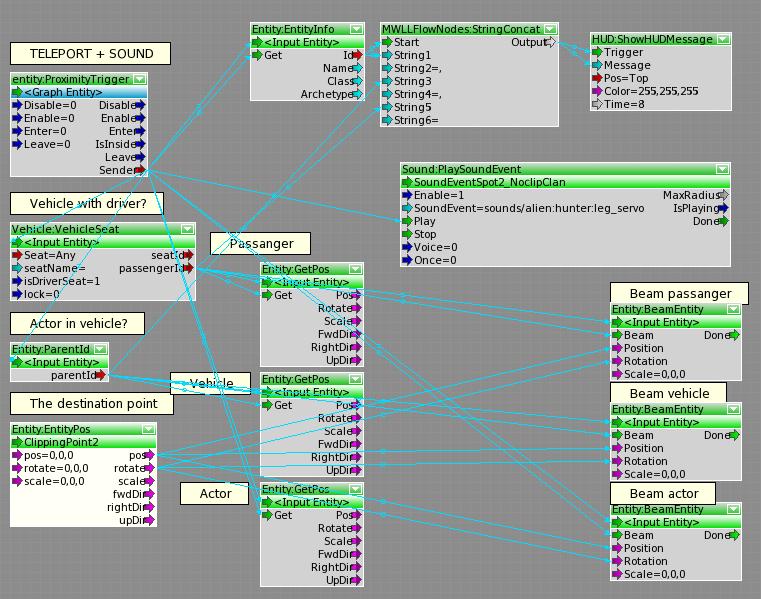 TELEPORT + SOUND
entity:ProximityTrigger
<Graph Entity>
Disable=0 Disable
Enable=0 Enable
Enter=0 Enter
Leave=0 IsInside
Leave
Sender
Vehicle with driver?
Vehicle:VehicleSeat
<Input Entity>
Seat=Any seatId
seatName= passengerId
isDriverSeat=1
lock=0
Actor in vehicle?
Entity:ParentId
<Input Entity>
parentId
The destination point
Entity:EntityPos
ClippingPoint2
pos=0,0,0 pos
rotate=0,0,0 rotate
scale=0,0,0 scale
fwdDir
rightDir
upDir
Entity:EntityInfo
<Input Entity>
Get Id
Name
Class
Archetype
MWLLFlowNodes:StringConcat
Start Output
String1
String2=,
String3
String4=,
String5
String6=
HUD:ShowHUDMessage
Trigger
Message
Pos=Top
Color=255,255,255
Time=8
Sound:PlaySoundEvent
SoundEventSpot2_NoclipClan
Enable=1 MaxRadius
SoundEvent=sounds/alien:hunter:leg_servo IsPlaying
Play Done
Stop
Voice=0
Once=0
Passanger
Entity:GetPos
<Input Entity>
Get Pos
Rotate
Scale
FwdDir
RightDir
UpDir
Vehicle
Entity:GetPos
<Input Entity>
Get Pos
Rotate
Scale
FwdDir
RightDir
UpDir
Actor
Entity:GetPos
<Input Entity>
Get Pos
Rotate
Scale
FwdDir
RightDir
UpDir
Beam passanger
Entity:BeamEntity
<Input Entity>
Beam Done
Position
Rotation
Scale=0,0,0
Beam vehicle
Entity:BeamEntity
<Input Entity>
Beam Done
Position
Rotation
Scale=0,0,0
Beam actor
Entity:BeamEntity
<Input Entity>
Beam Done
Position
Rotation
Scale=0,0,0